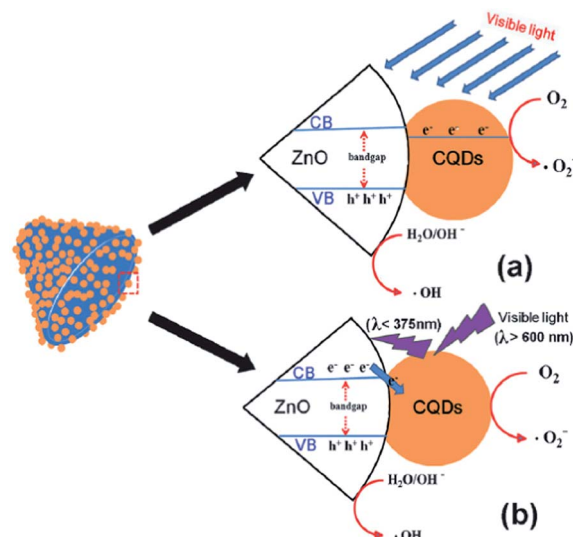 Visible light
O₂
CB
e⁻ e⁻ e⁻
ZnO
bandgap
CQDs
· O₂⁻
VB
h⁺ h⁺ h⁺
H₂O/OH⁻
(a)
· OH
(λ< 375nm)
Visible light
(λ> 600 nm)
CB
e⁻ e⁻ e⁻
e⁻
O₂
ZnO
bandgap
CQDs
· O₂⁻
VB
h⁺ h⁺ h⁺
H₂O/OH⁻
(b)
· OH